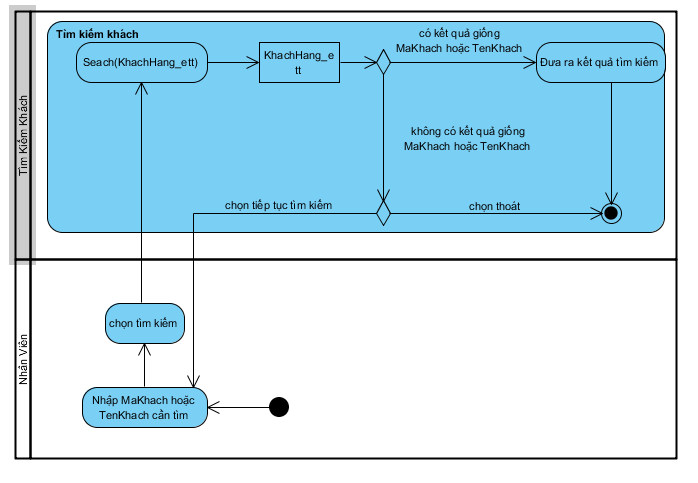 Tìm kiếm khách
Seach(KhachHang_ett)
KhachHang_e
tt
có kết quả giống
MaKhach hoặc TenKhach
Đưa ra kết quả tìm kiếm
không có kết quả giống
MaKhach hoặc TenKhach
chọn tiếp tục tìm kiếm
chọn thoát
Tìm Kiếm Khách
chọn tìm kiếm
Nhập MaKhach hoặc
TenKhach cần tìm
Nhân Viên